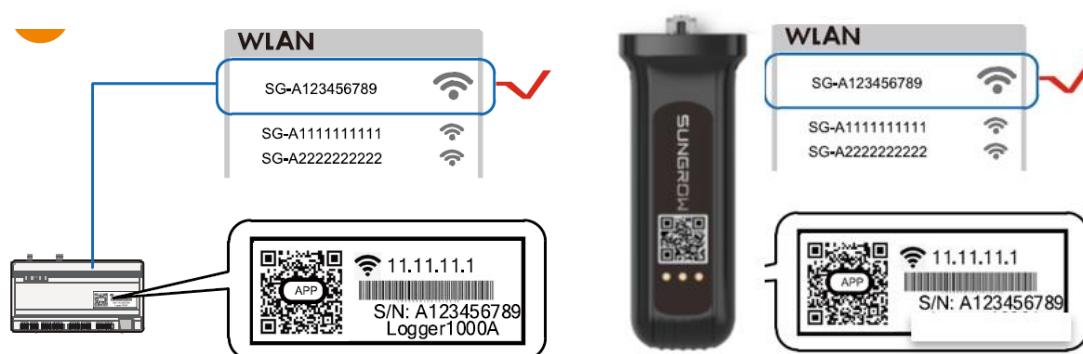 WLAN
SG-A123456789
SG-A1111111111
SG-A2222222222
APP
11.11.11.1
S/N: A123456789
Logger1000A
SUNGROW
WLAN
SG-A123456789
SG-A1111111111
SG-A2222222222
APP
11.11.11.1
S/N: A123456789